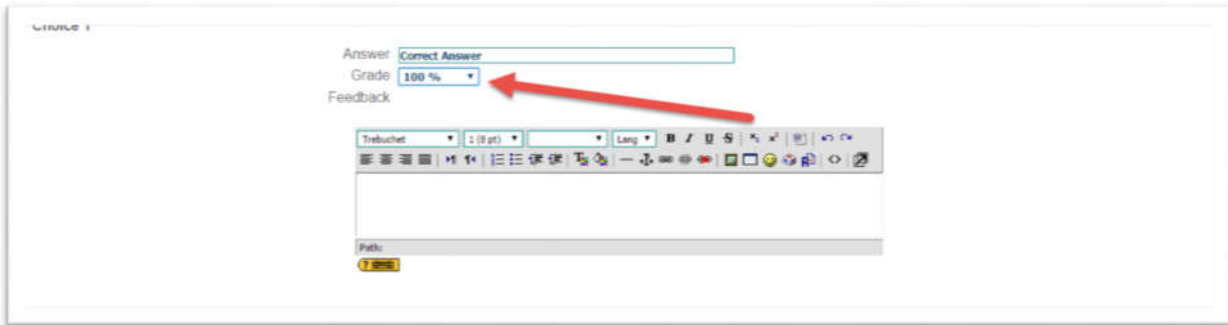 Choice 1
Answer Correct Answer
Grade 100 %
Feedback
Trebuchet 1 (8 pt) Lang B I U S
Path: